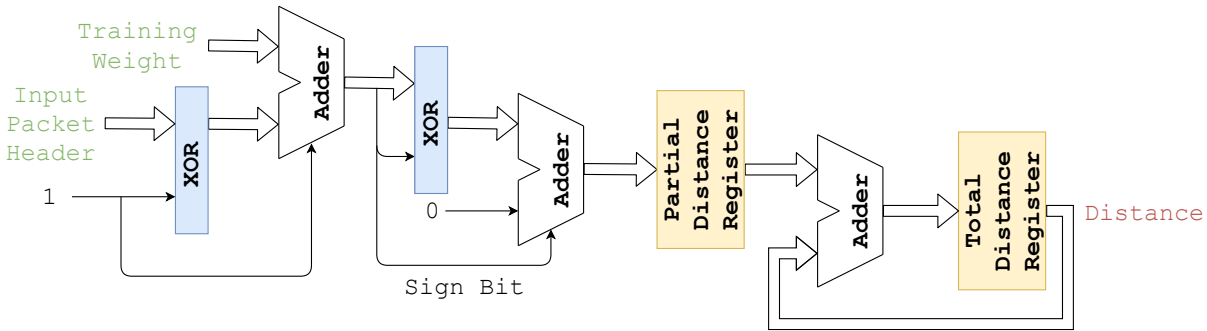 Training
Weight
Adder
Input
Packet
Header
XOR
1
XOR
Adder
0
Sign Bit
Partial
Distance
Register
Adder
Total
Distance
Register
Distance